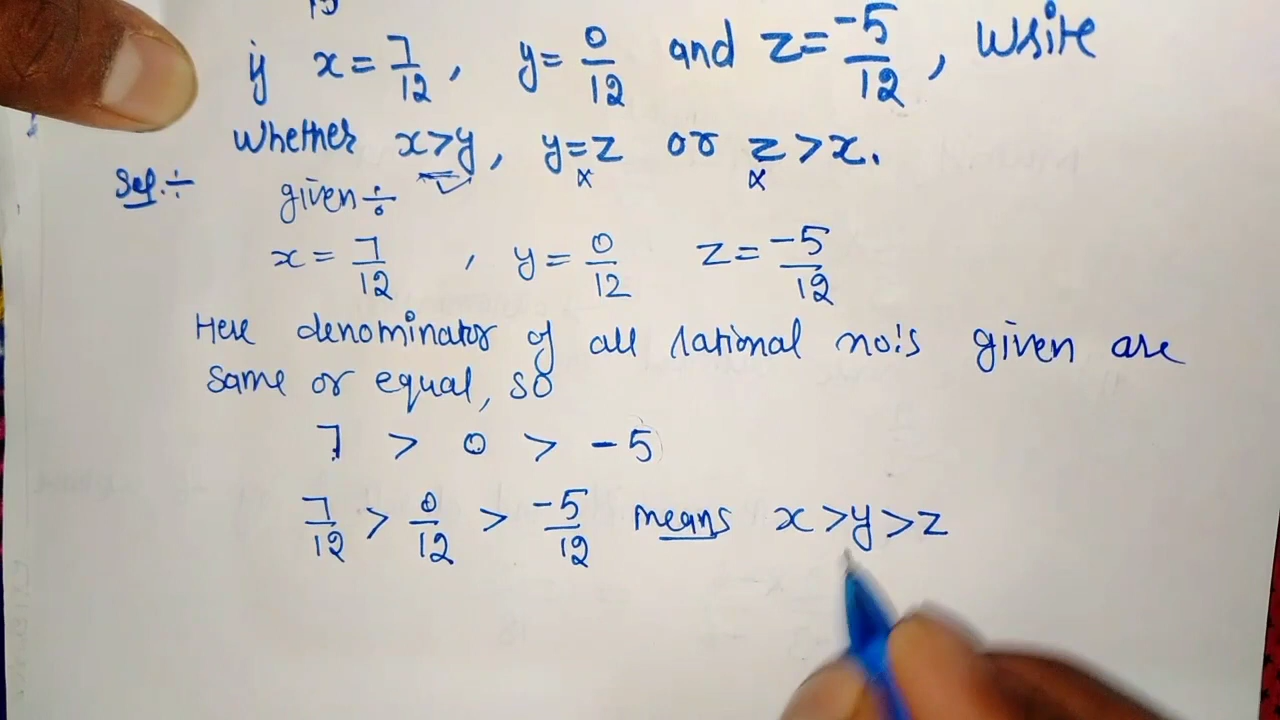 if x = 7/12, y = 0/12 and z = -5/12, write
whether x>y, y=z or z>x.
x x
Sol:÷
given÷
x = 7/12, y = 0/12 z = -5/12
Here denominator of all rational no!s given are
same or equal, so
7 > 0 > -5
7/12 > 0/12 > -5/12 means x>y>z